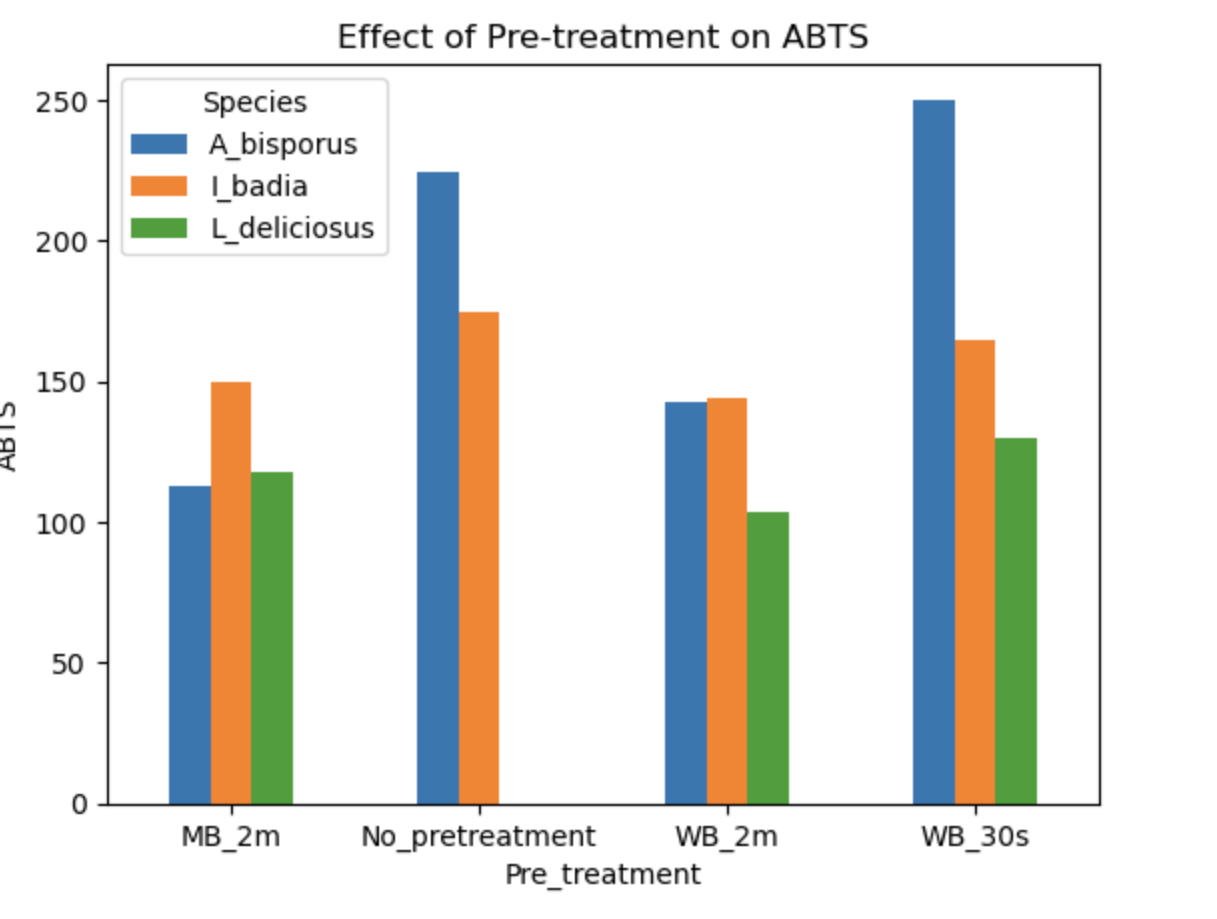 Effect of Pre-treatment on ABTS
Species
A_bisporus
I_badia
L_deliciosus
250
200
150
100
50
0
ABTS
MB_2m No_pretreatment WB_2m WB_30s
Pre_treatment